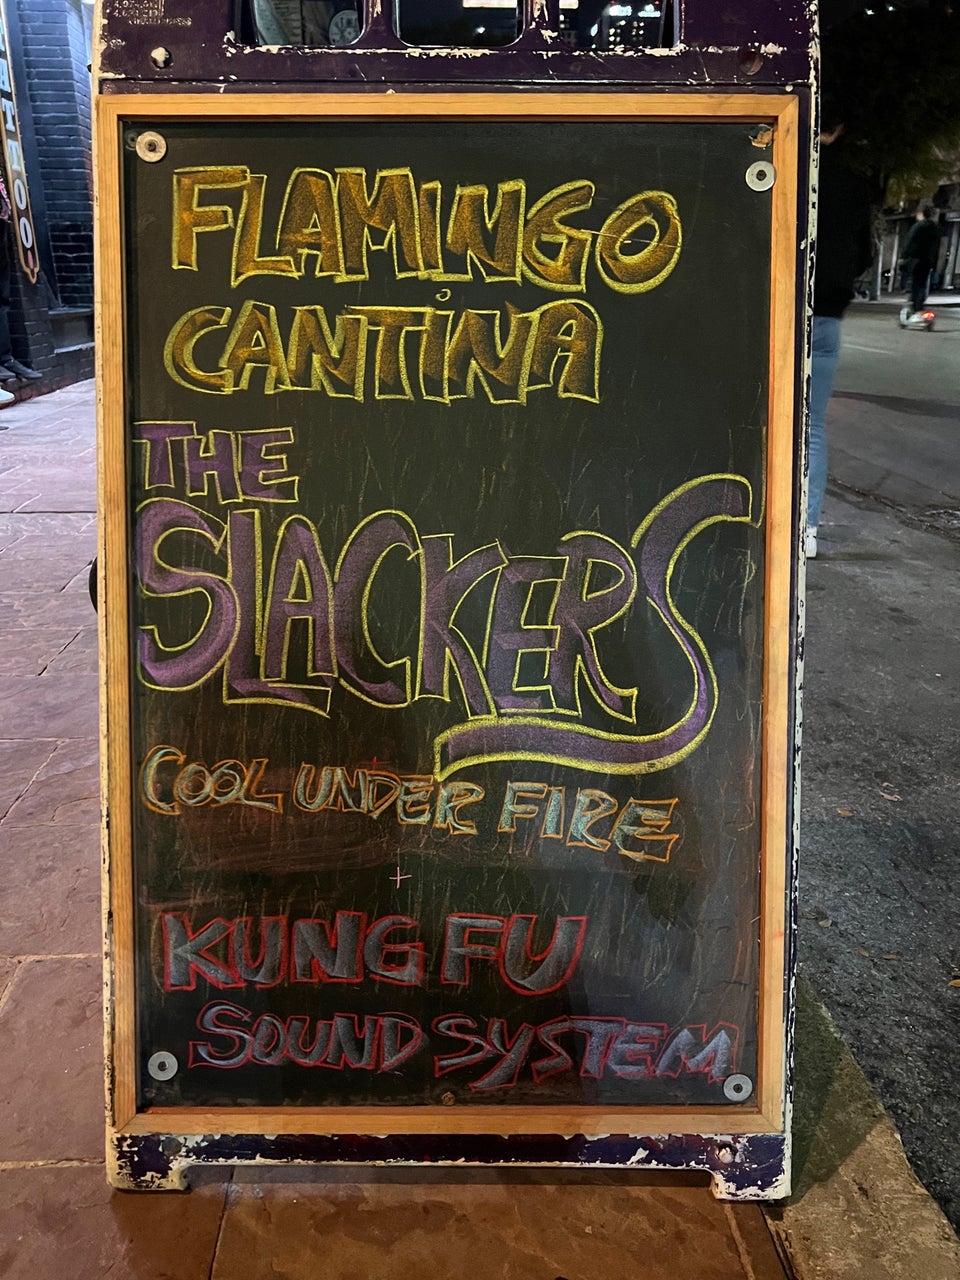 FLAMINGO
CANTINA
THE
SLACKERS
COOL UNDER FIRE
+
KUNG FU
SOUND SYSTEM